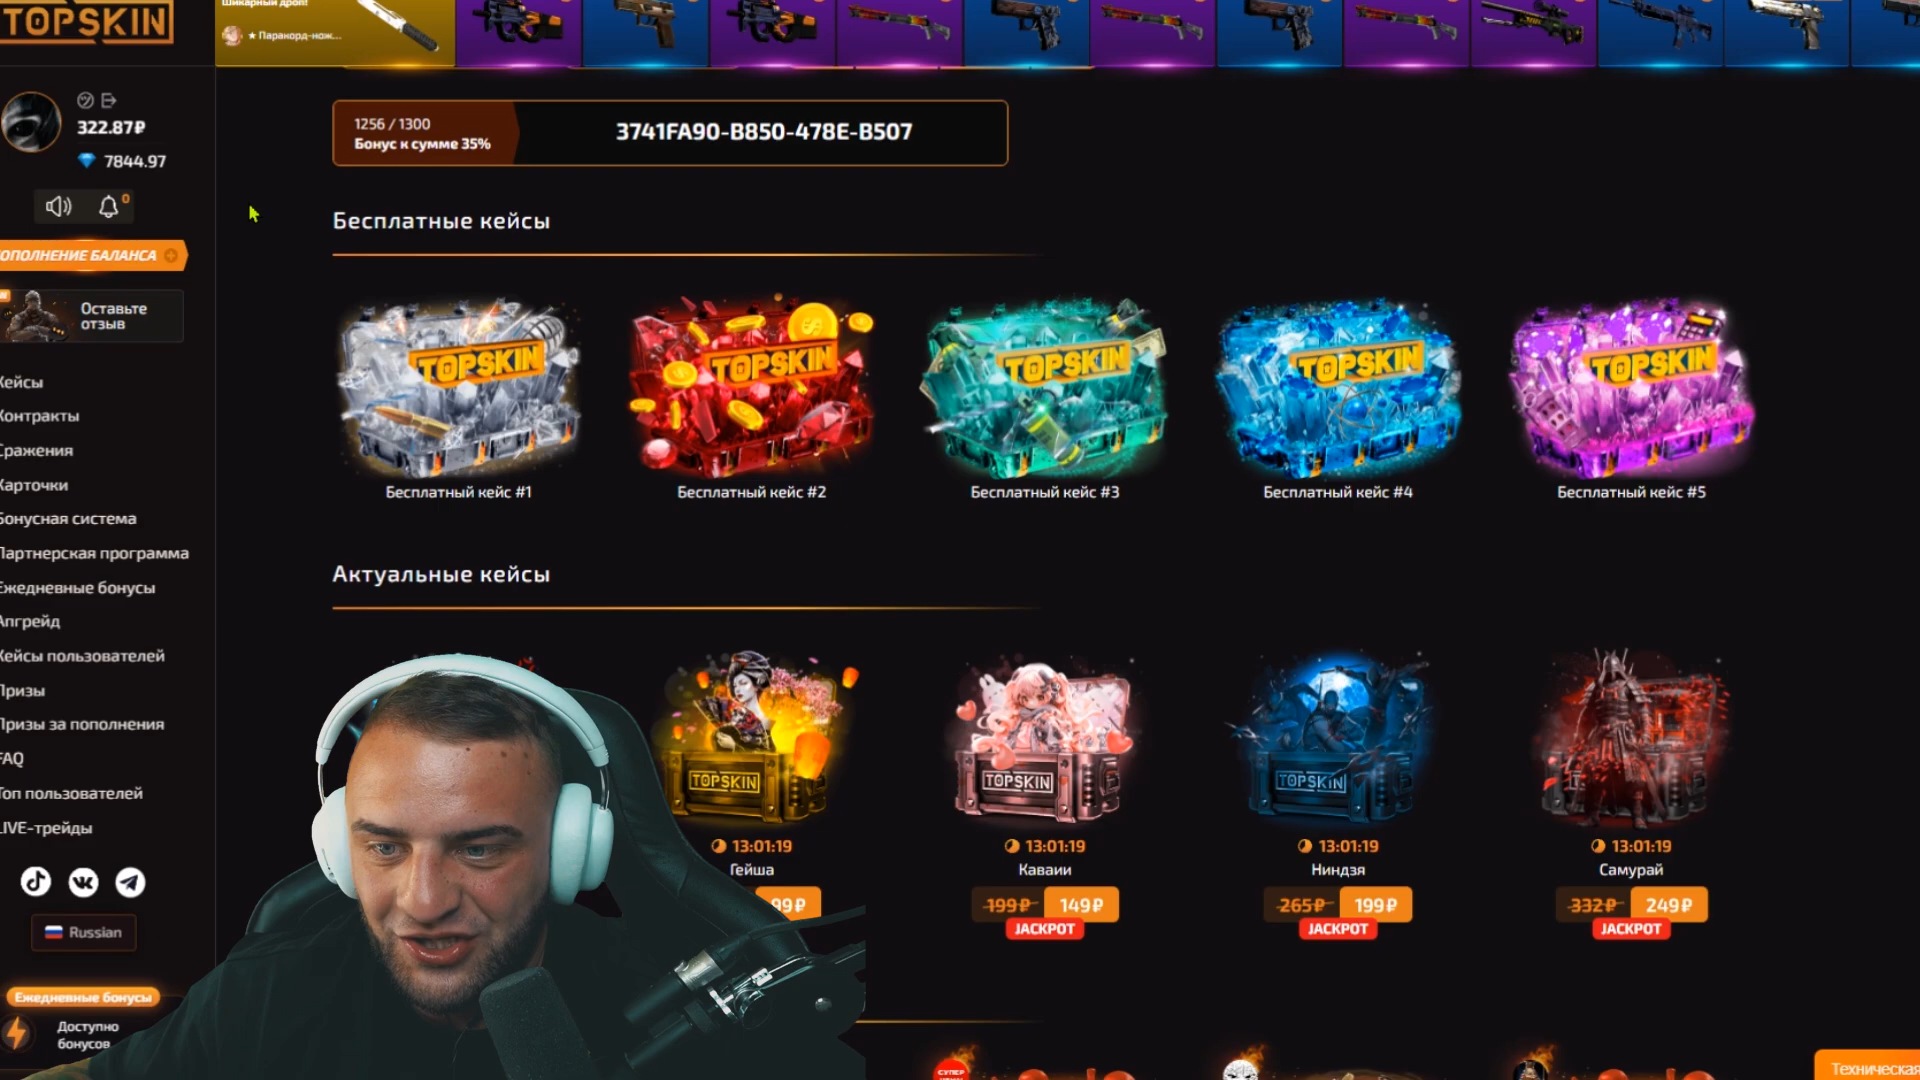 TOPSKIN
Шикарный дроп!
★ Паракорд-нож...
322.87₽
7844.97
0
ОПОЛНЕНИЕ БАЛАНСА
Оставьте
отзыв
Кейсы
Контракты
Сражения
Карточки
Бонусная система
Партнерская программа
Ежедневные бонусы
Апгрейд
Кейсы пользователей
Призы
Призы за пополнения
FAQ
Топ пользователей
LIVE-трейды
Russian
Ежедневные бонусы
Доступно
бонусов
1256 / 1300
Бонус к сумме 35%
3741FA90-B850-478E-B507
Бесплатные кейсы
TOPSKIN
TOPSKIN
TOPSKIN
TOPSKIN
TOPSKIN
Бесплатный кейс #1
Бесплатный кейс #2
Бесплатный кейс #3
Бесплатный кейс #4
Бесплатный кейс #5
Актуальные кейсы
TOPSKIN
TOPSKIN
TOPSKIN
13:01:19
13:01:19
13:01:19
13:01:19
Гейша
Каваии
Ниндзя
Самурай
99₽
199₽ 149₽
265₽ 199₽
332₽ 249₽
JACKPOT
JACKPOT
JACKPOT
СУПЕР
Техническая